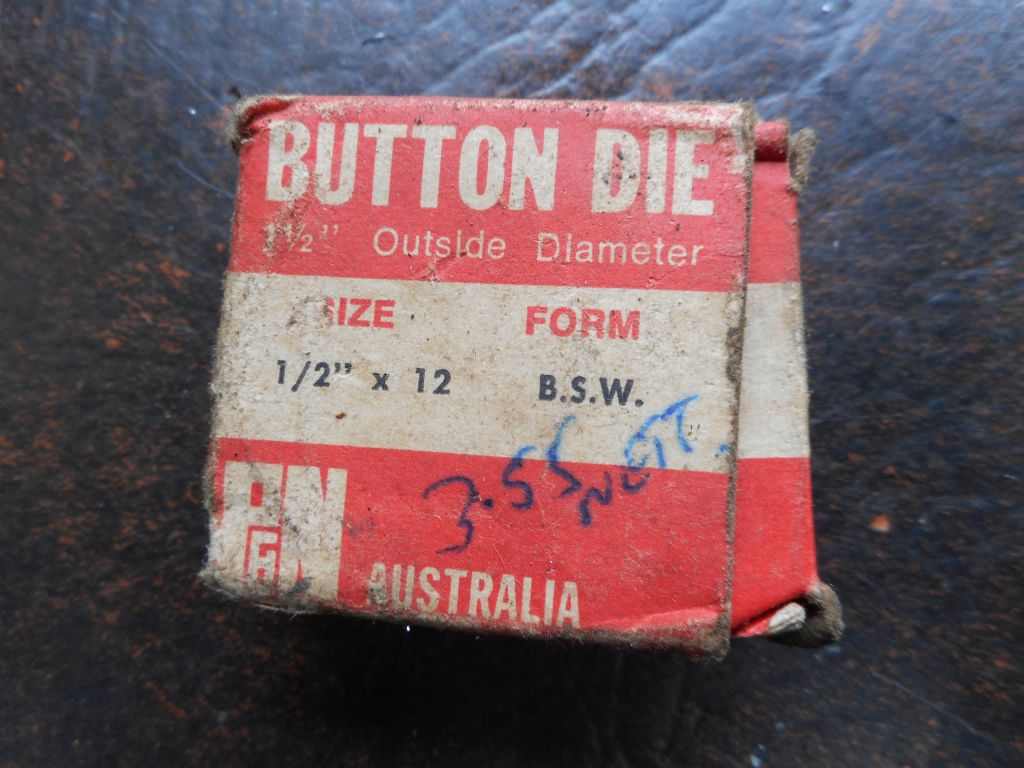 BUTTON DIE
1½" Outside Diameter
SIZE FORM
1/2" x 12 B.S.W.
3.55 NETT
AUSTRALIA